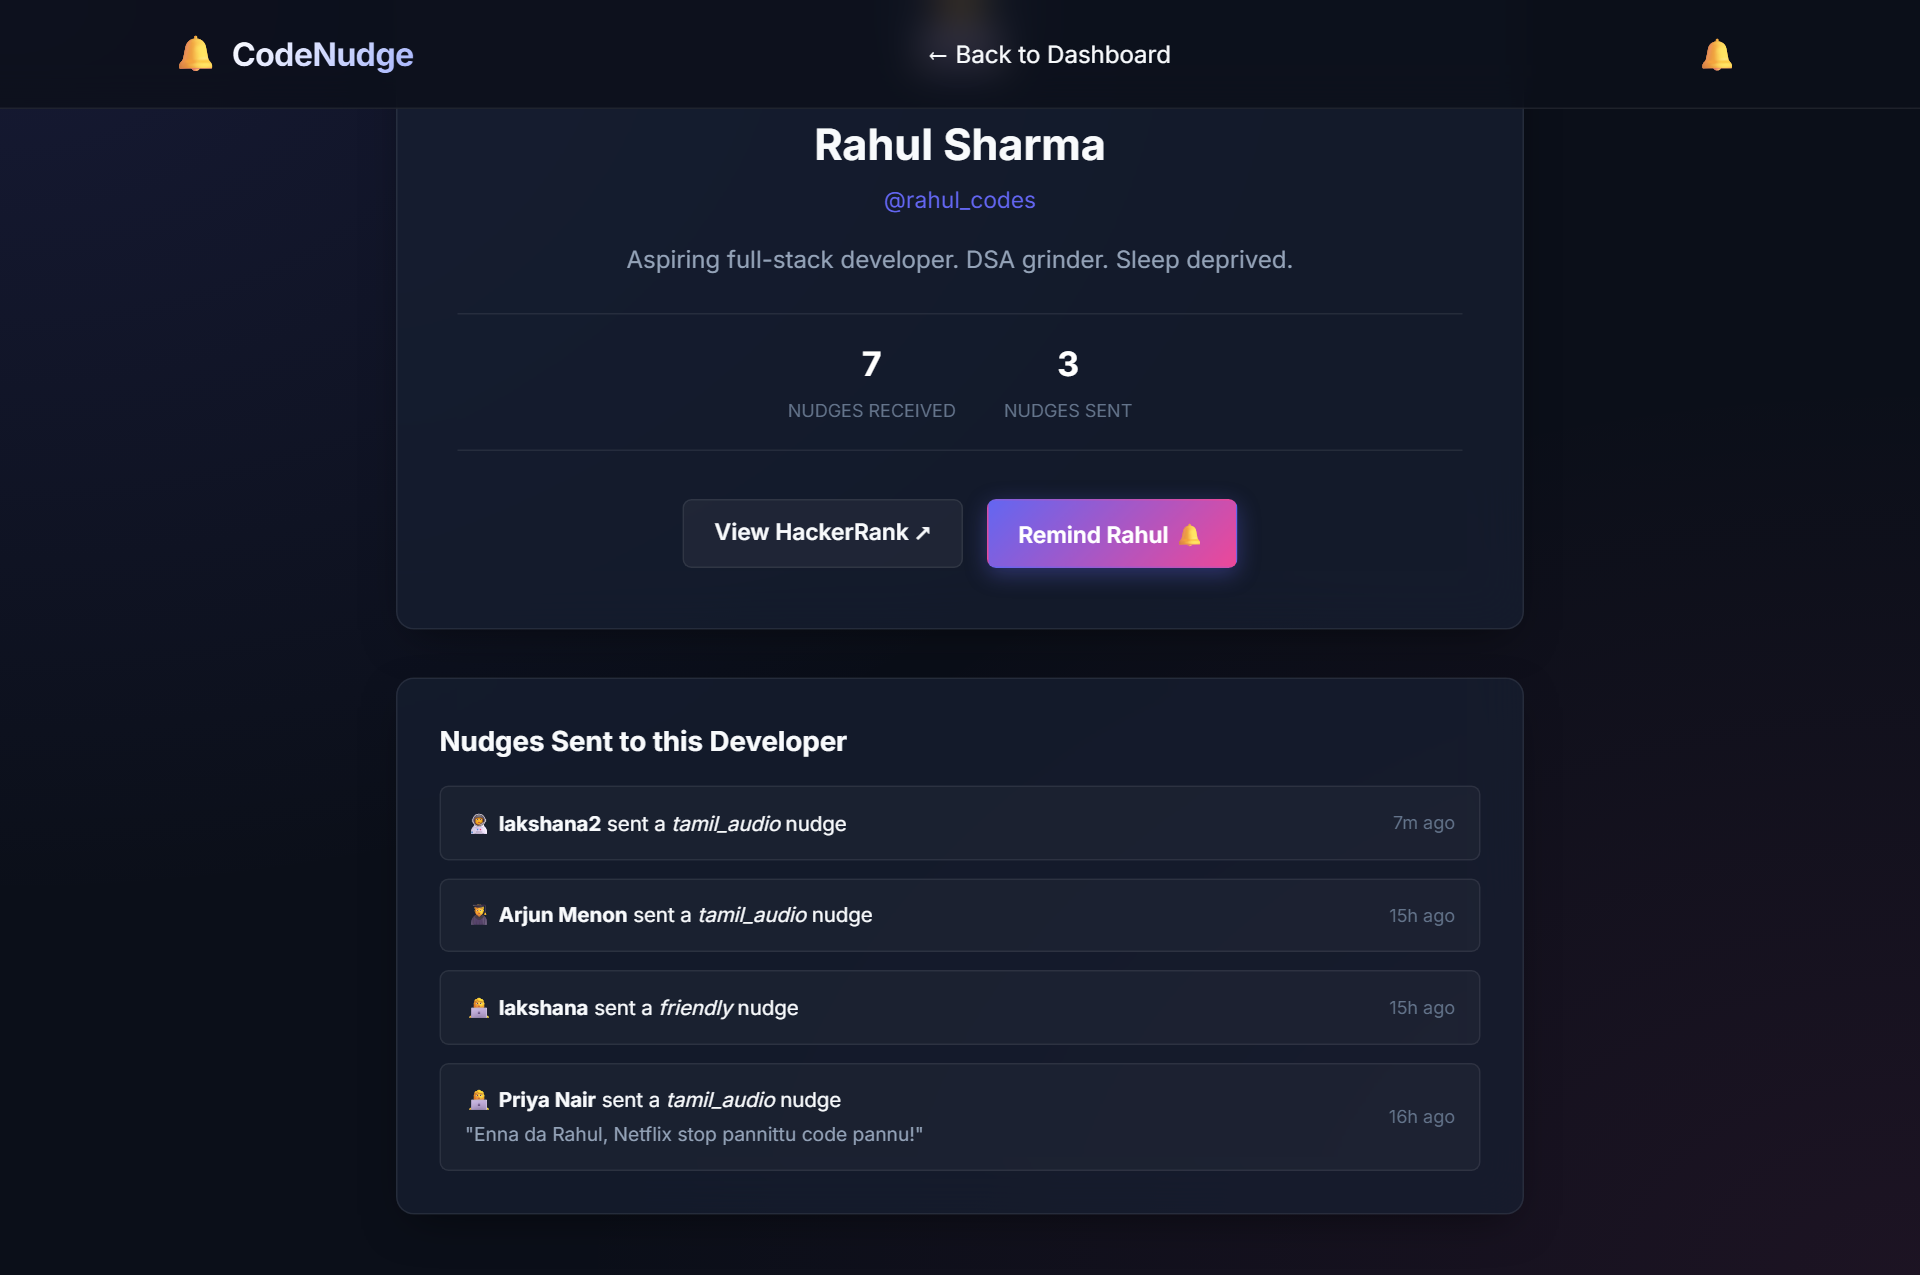 CodeNudge
← Back to Dashboard
Rahul Sharma
@rahul_codes
Aspiring full-stack developer. DSA grinder. Sleep deprived.
7
NUDGES RECEIVED
3
NUDGES SENT
View HackerRank ↗
Remind Rahul 🔔
Nudges Sent to this Developer
lakshana2 sent a tamil_audio nudge
7m ago
Arjun Menon sent a tamil_audio nudge
15h ago
lakshana sent a friendly nudge
15h ago
Priya Nair sent a tamil_audio nudge
"Enna da Rahul, Netflix stop pannittu code pannu!"
16h ago